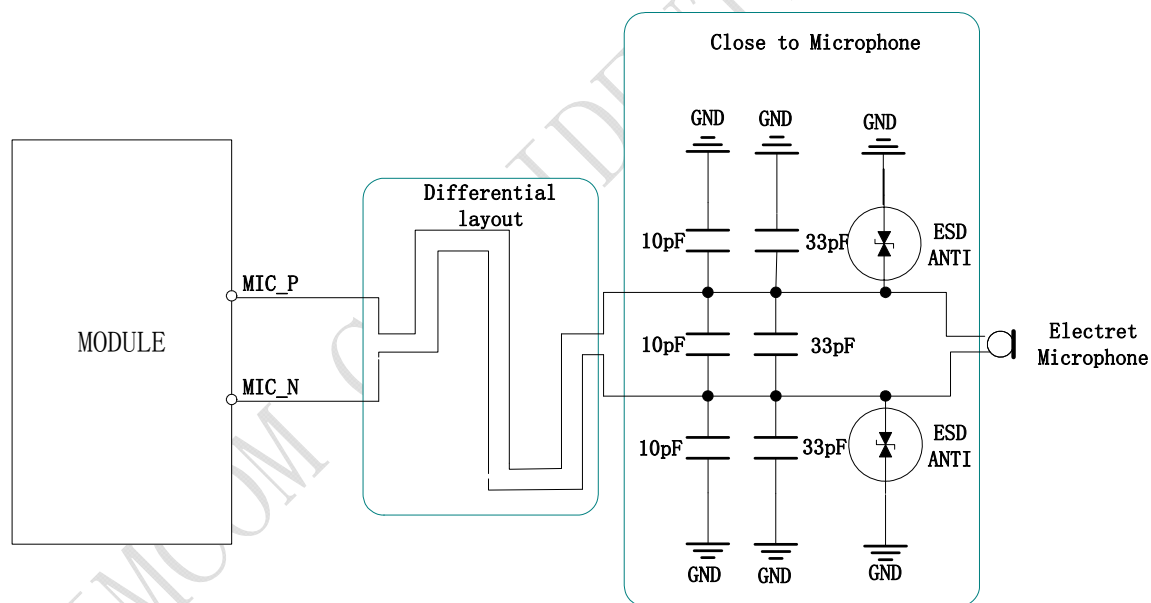 Close to Microphone
GND
GND
GND
Differential
layout
10pF
33pF
ESD
ANTI
MIC_P
MODULE
10pF
33pF
Electret
Microphone
MIC_N
10pF
33pF
ESD
ANTI
GND
GND
GND